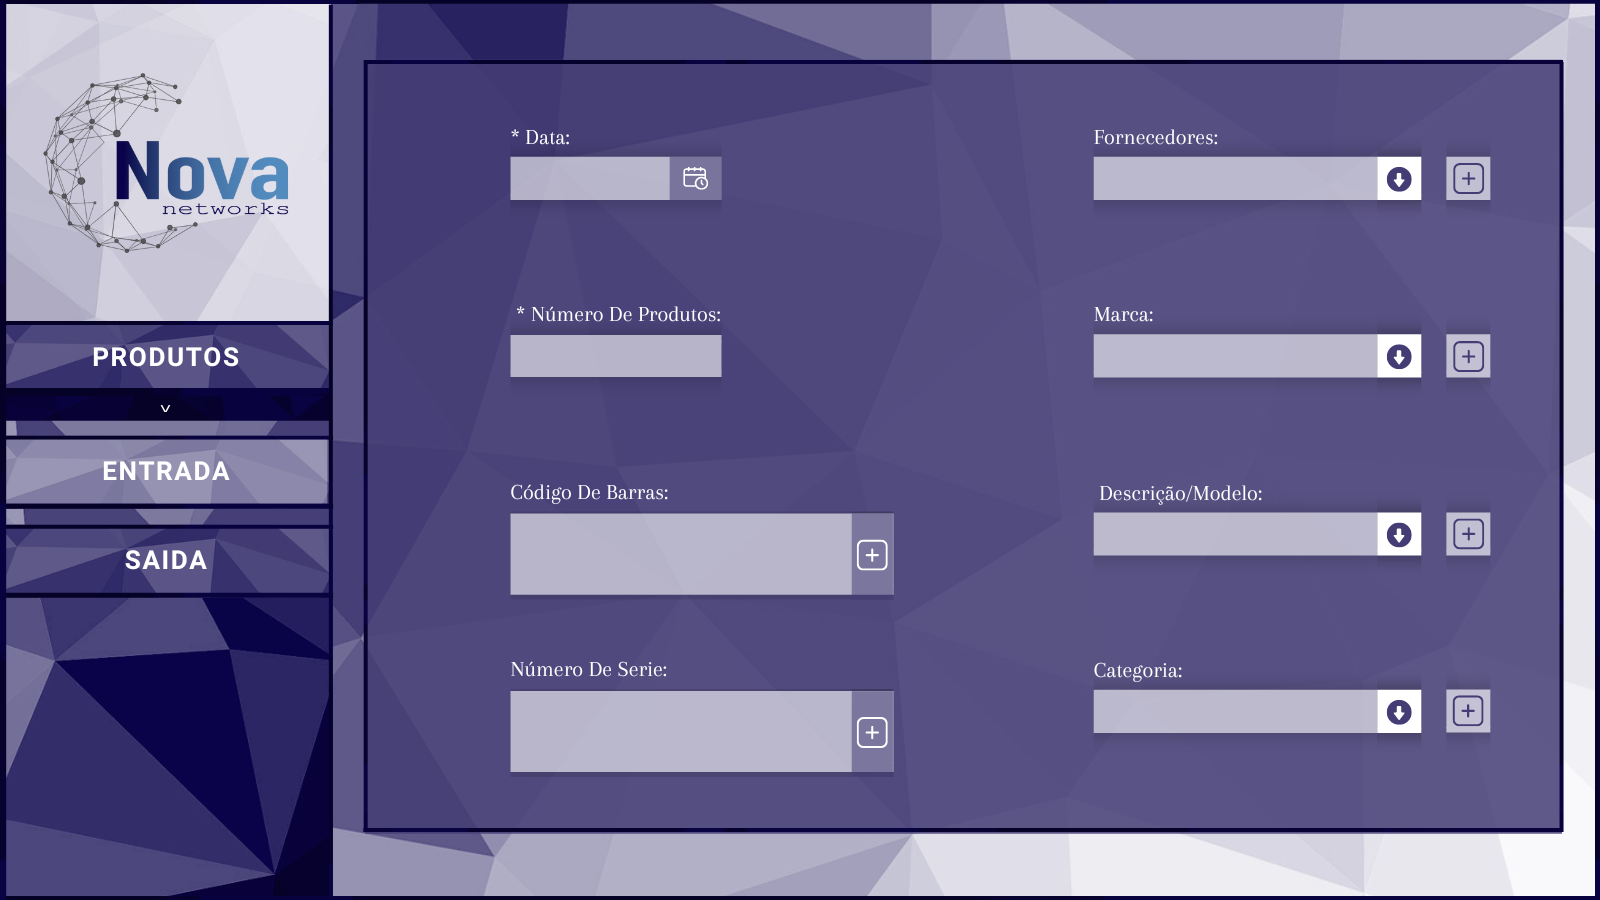 Nova
networks
PRODUTOS
ENTRADA
SAIDA
* Data:
Fornecedores:
* Número De Produtos:
Marca:
Código De Barras:
Descrição/Modelo:
Número De Serie:
Categoria: